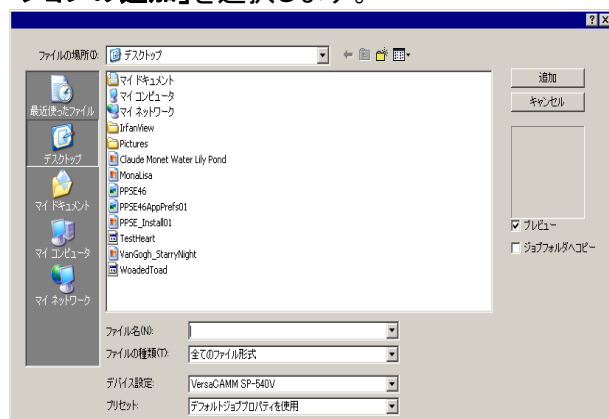 ションの追加」を選択します。
ファイルの場所(I):
デスクトップ
追加
キャンセル
最近使ったファイル
デスクトップ
マイ ドキュメント
マイ コンピュータ
マイ ネットワーク
マイ ドキュメント
マイ コンピュータ
マイ ネットワーク
IrfanView
Pictures
Claude Monet Water Lily Pond
MonaLisa
PPSE46
PPSE46AppPrefs01
PPSE_Install01
TestHeart
VanGogh_StarryNight
WoadedToad
プレビュー
ジョブフォルダへコピー
ファイル名(N):
ファイルの種類(T):
全てのファイル形式
デバイス設定:
VersaCAMM SP-540V
プリセット:
デフォルトジョブプロパティを使用